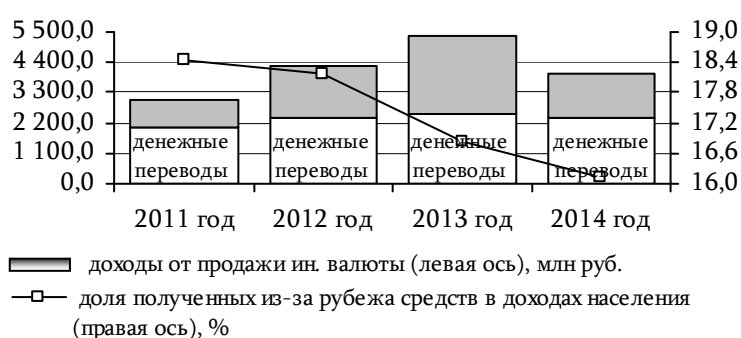 5 500,0
4 400,0
3 300,0
2 200,0
1 100,0
0,0
19,0
18,4
17,8
17,2
16,6
16,0
денежные переводы
денежные переводы
денежные переводы
денежные переводы
2011 год 2012 год 2013 год 2014 год
доходы от продажи ин. валюты (левая ось), млн руб.
доля полученных из-за рубежа средств в доходах населения
(правая ось), %